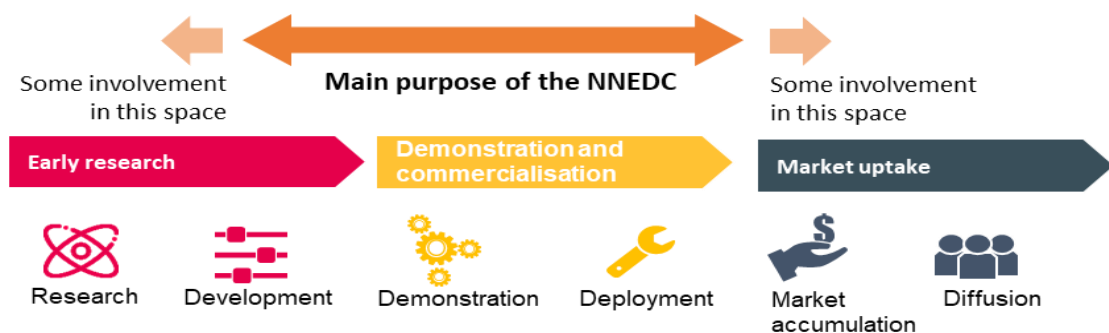 Some involvement
in this space
Main purpose of the NNEDC
Some involvement
in this space
Early research
Demonstration and
commercialisation
Market uptake
$
Research
Development
Demonstration
Deployment
Market
accumulation
Diffusion